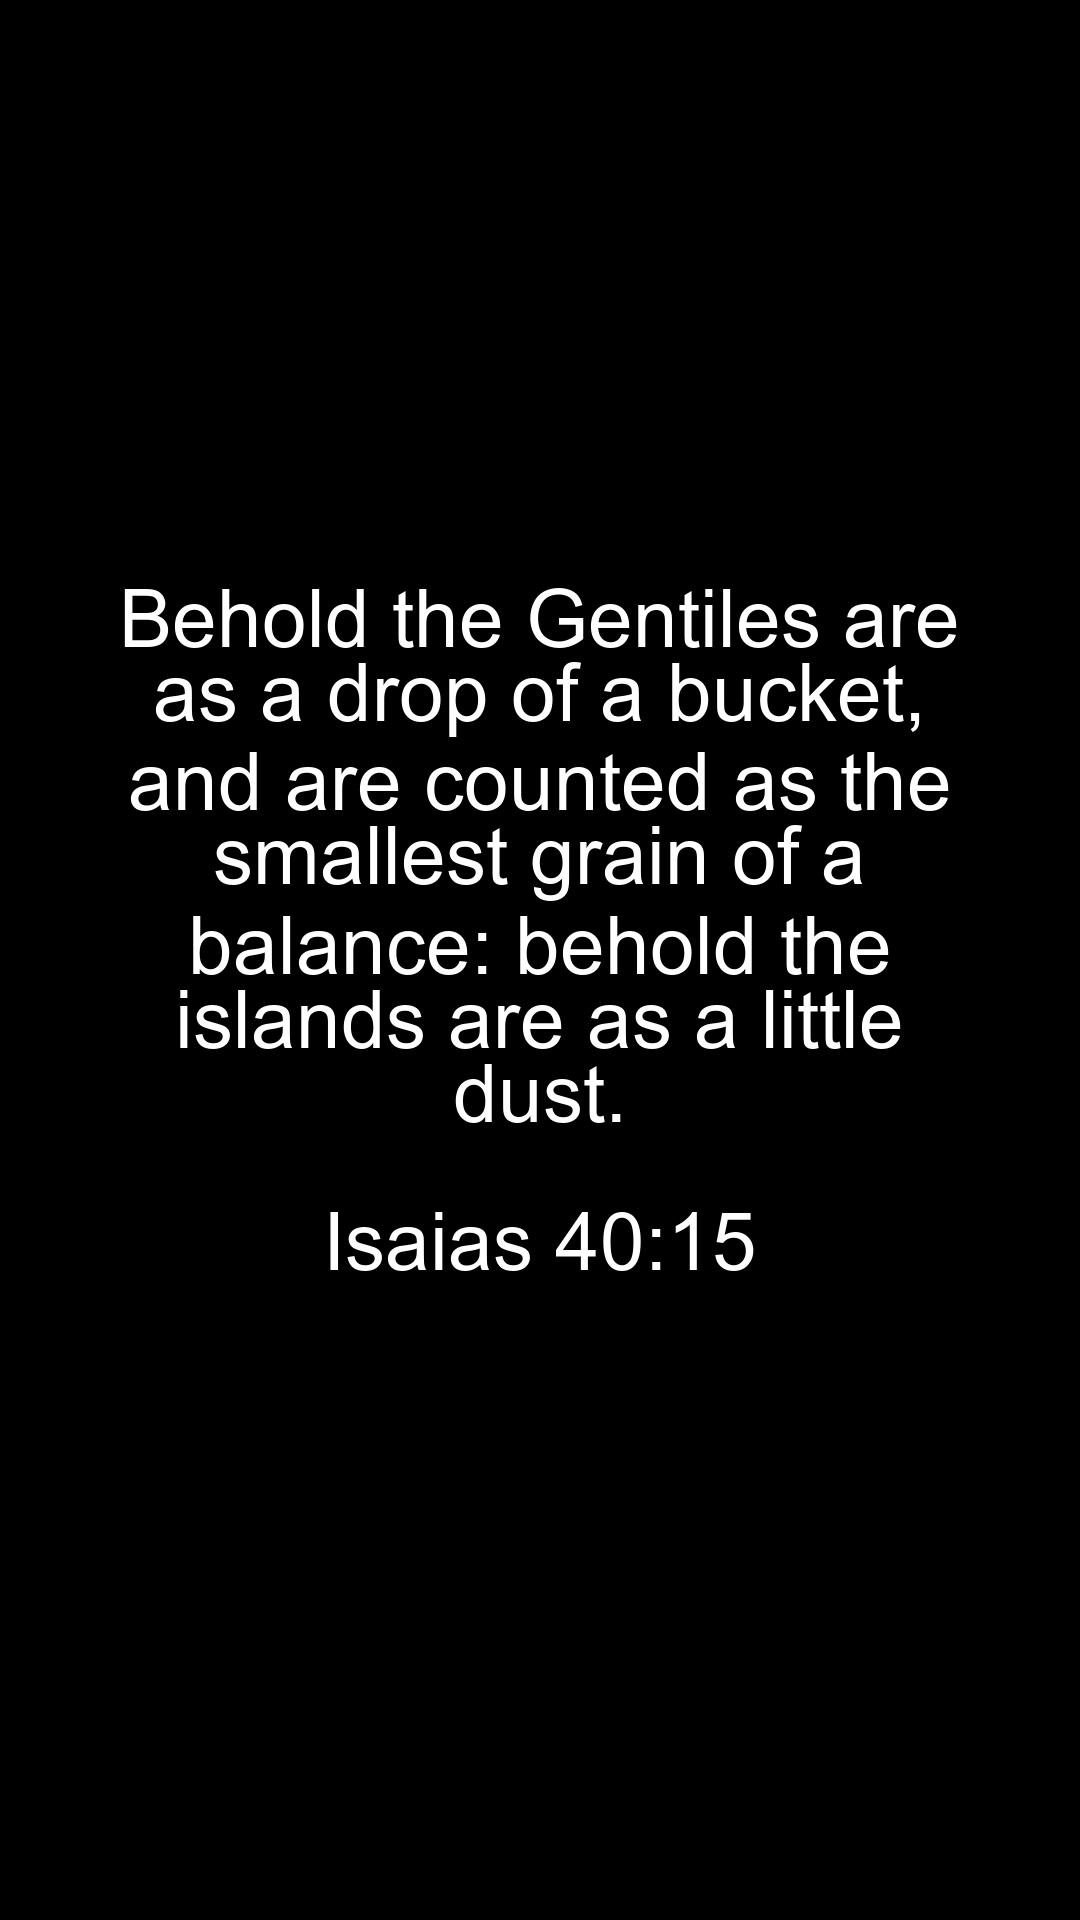 Behold the Gentiles are
as a drop of a bucket,
and are counted as the
smallest grain of a
balance: behold the
islands are as a little
dust.
Isaias 40:15